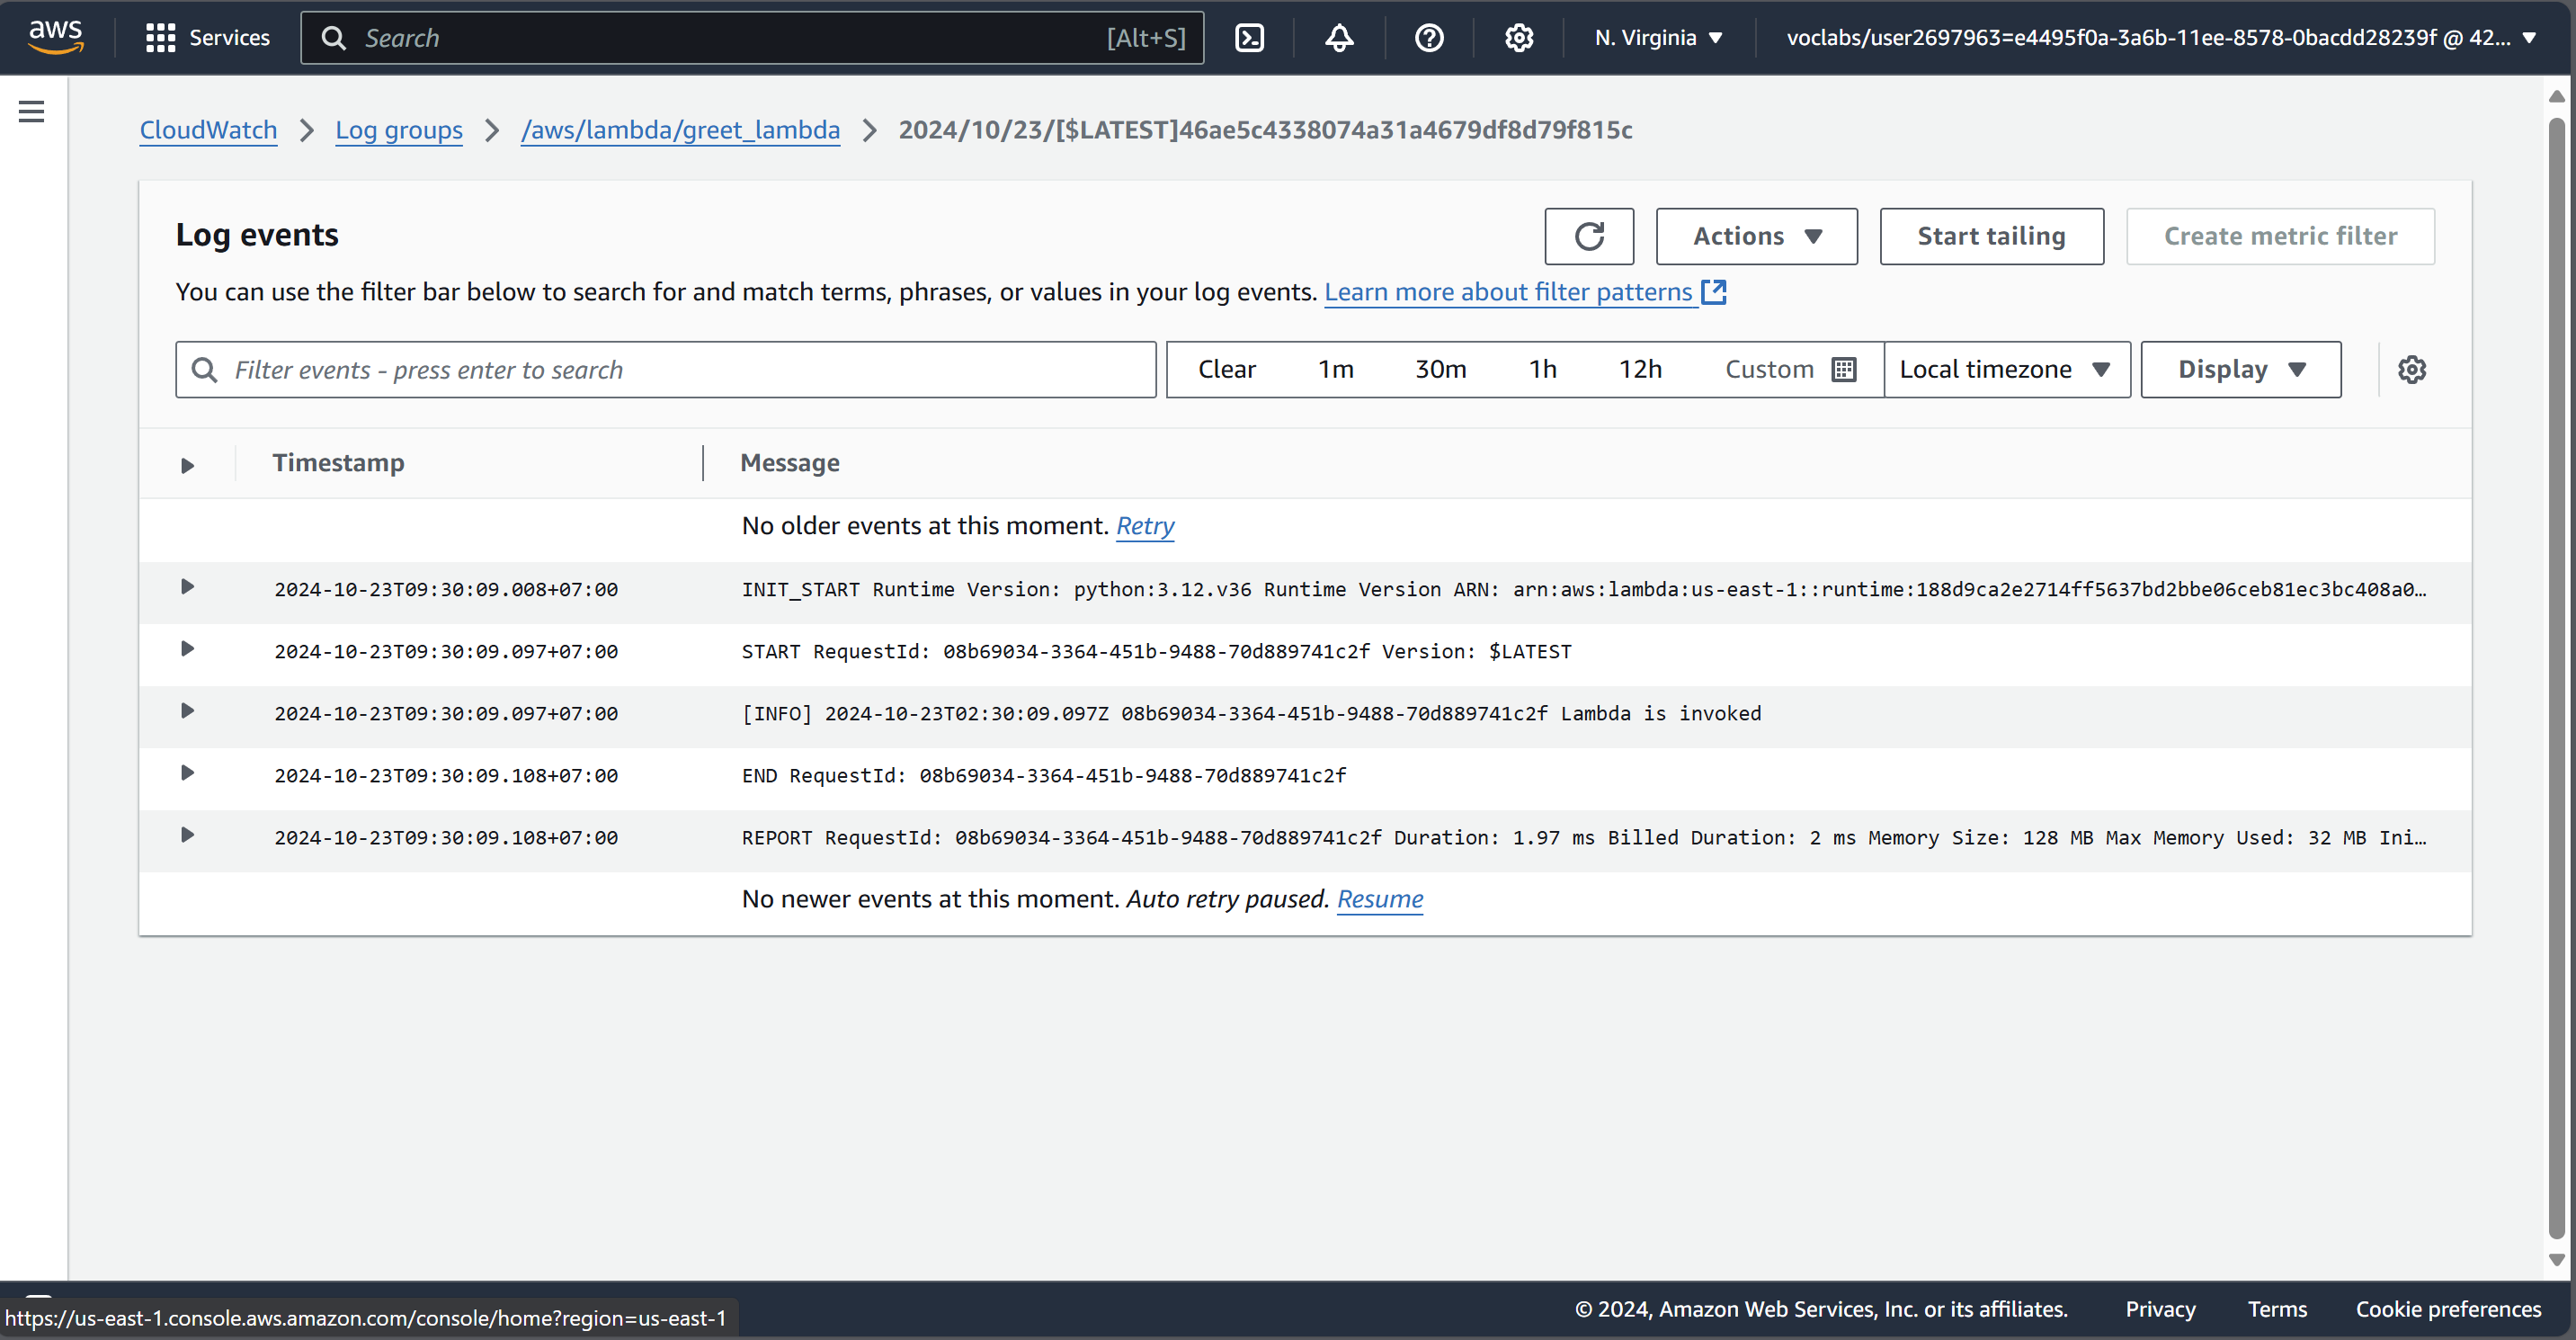 aws Services Search [Alt+S] N. Virginia voclabs/user2697963=e4495f0a-3a6b-11ee-8578-0bacdd28239f @ 42...
CloudWatch Log groups /aws/lambda/greet_lambda 2024/10/23/[$LATEST]46ae5c4338074a31a4679df8d79f815c
Log events Actions Start tailing Create metric filter
You can use the filter bar below to search for and match terms, phrases, or values in your log events. Learn more about filter patterns
Filter events - press enter to search Clear 1m 30m 1h 12h Custom Local timezone Display
Timestamp Message
No older events at this moment. Retry
2024-10-23T09:30:09.008+07:00 INIT_START Runtime Version: python:3.12.v36 Runtime Version ARN: arn:aws:lambda:us-east-1::runtime:188d9ca2e2714ff5637bd2bbe06ceb81ec3bc408a0...
2024-10-23T09:30:09.097+07:00 START RequestId: 08b69034-3364-451b-9488-70d889741c2f Version: $LATEST
2024-10-23T09:30:09.097+07:00 [INFO] 2024-10-23T02:30:09.097Z 08b69034-3364-451b-9488-70d889741c2f Lambda is invoked
2024-10-23T09:30:09.108+07:00 END RequestId: 08b69034-3364-451b-9488-70d889741c2f
2024-10-23T09:30:09.108+07:00 REPORT RequestId: 08b69034-3364-451b-9488-70d889741c2f Duration: 1.97 ms Billed Duration: 2 ms Memory Size: 128 MB Max Memory Used: 32 MB Ini...
No newer events at this moment. Auto retry paused. Resume
© 2024, Amazon Web Services, Inc. or its affiliates. Privacy Terms Cookie preferences
https://us-east-1.console.aws.amazon.com/console/home?region=us-east-1